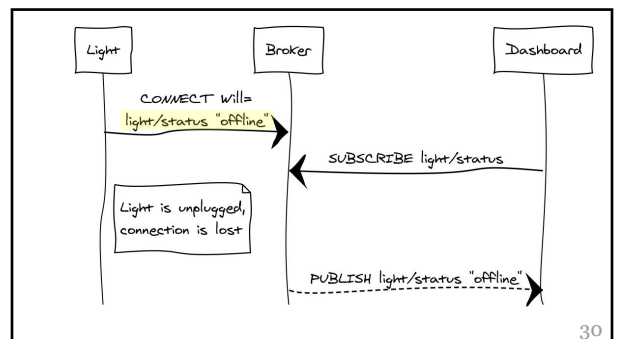 Light
Broker
Dashboard
CONNECT Will=
light/status "offline"
SUBSCRIBE light/status
Light is unplugged,
connection is lost
PUBLISH light/status "offline"
30